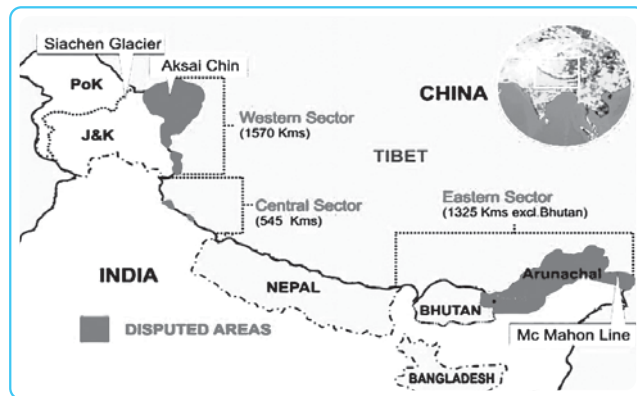 Siachen Glacier
Aksai Chin
PoK
J&K
Western Sector
(1570 Kms)
CHINA
TIBET
Central Sector
(545 Kms)
Eastern Sector
(1325 Kms excl.Bhutan)
INDIA
NEPAL
Arunachal
BHUTAN
DISPUTED AREAS
Mc Mahon Line
BANGLADESH